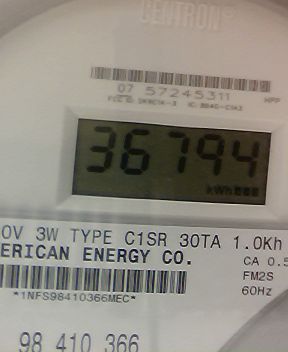 CENTRON®
07 57245311
36794
kWh
0V 3W TYPE C1SR 30TA 1.0Kh
ERICAN ENERGY CO.
CA 0.5
FM2S
*1NFS98410366MEC*
60Hz
98 410 366